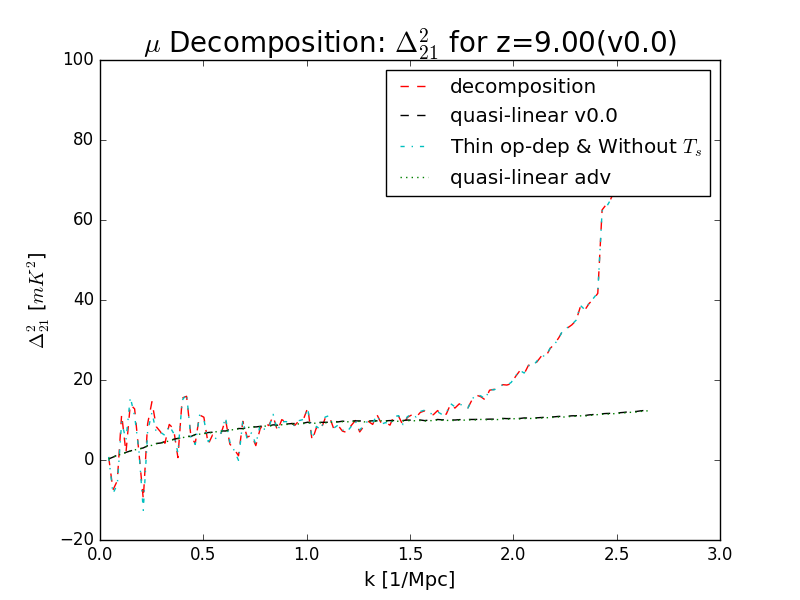 μ Decomposition: Δ²₂₁ for z=9.00(v0.0)
100
80
60
40
20
0
−20
Δ²₂₁ [mK²]
decomposition
quasi-linear v0.0
Thin op-dep & Without Tₛ
quasi-linear adv
0.0 0.5 1.0 1.5 2.0 2.5 3.0
k [1/Mpc]